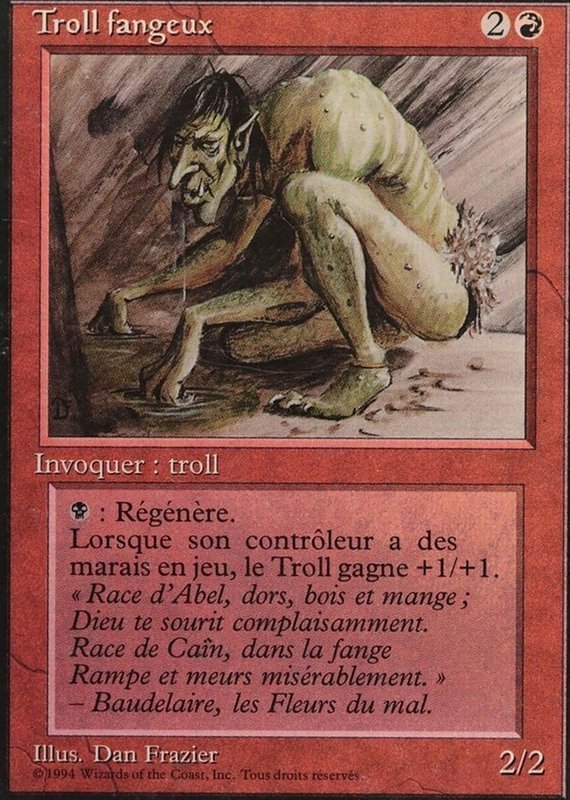 Troll fangeux 2
Invoquer : troll
: Régénère.
Lorsque son contrôleur a des
marais en jeu, le Troll gagne +1/+1.
« Race d'Abel, dors, bois et mange ;
Dieu te sourit complaisamment.
Race de Caîn, dans la fange
Rampe et meurs misérablement. »
– Baudelaire, les Fleurs du mal.
Illus. Dan Frazier
2/2
©1994 Wizards of the Coast, Inc. Tous droits réservés